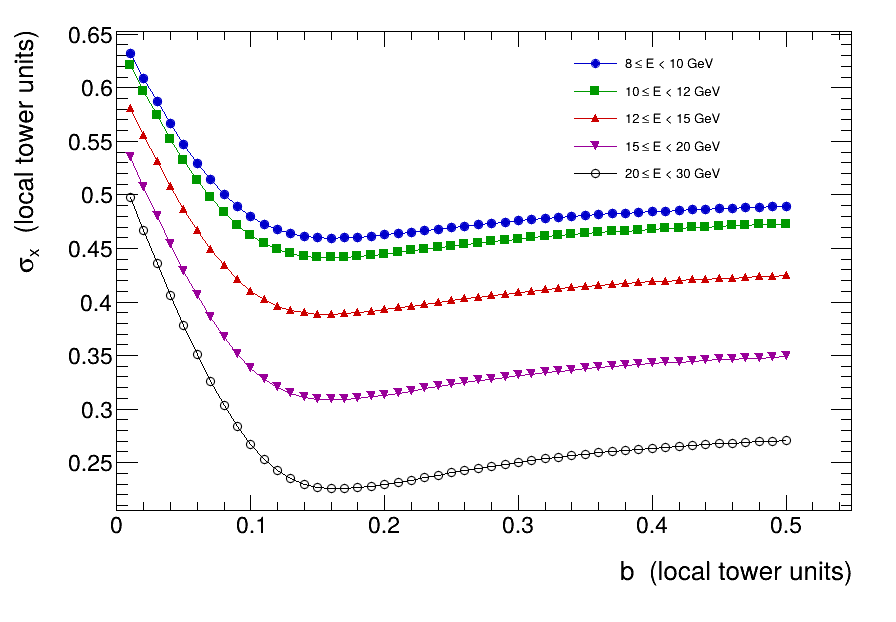 σx (local tower units)
0.65
0.6
0.55
0.5
0.45
0.4
0.35
0.3
0.25
8 ≤ E < 10 GeV
10 ≤ E < 12 GeV
12 ≤ E < 15 GeV
15 ≤ E < 20 GeV
20 ≤ E < 30 GeV
0 0.1 0.2 0.3 0.4 0.5
b (local tower units)